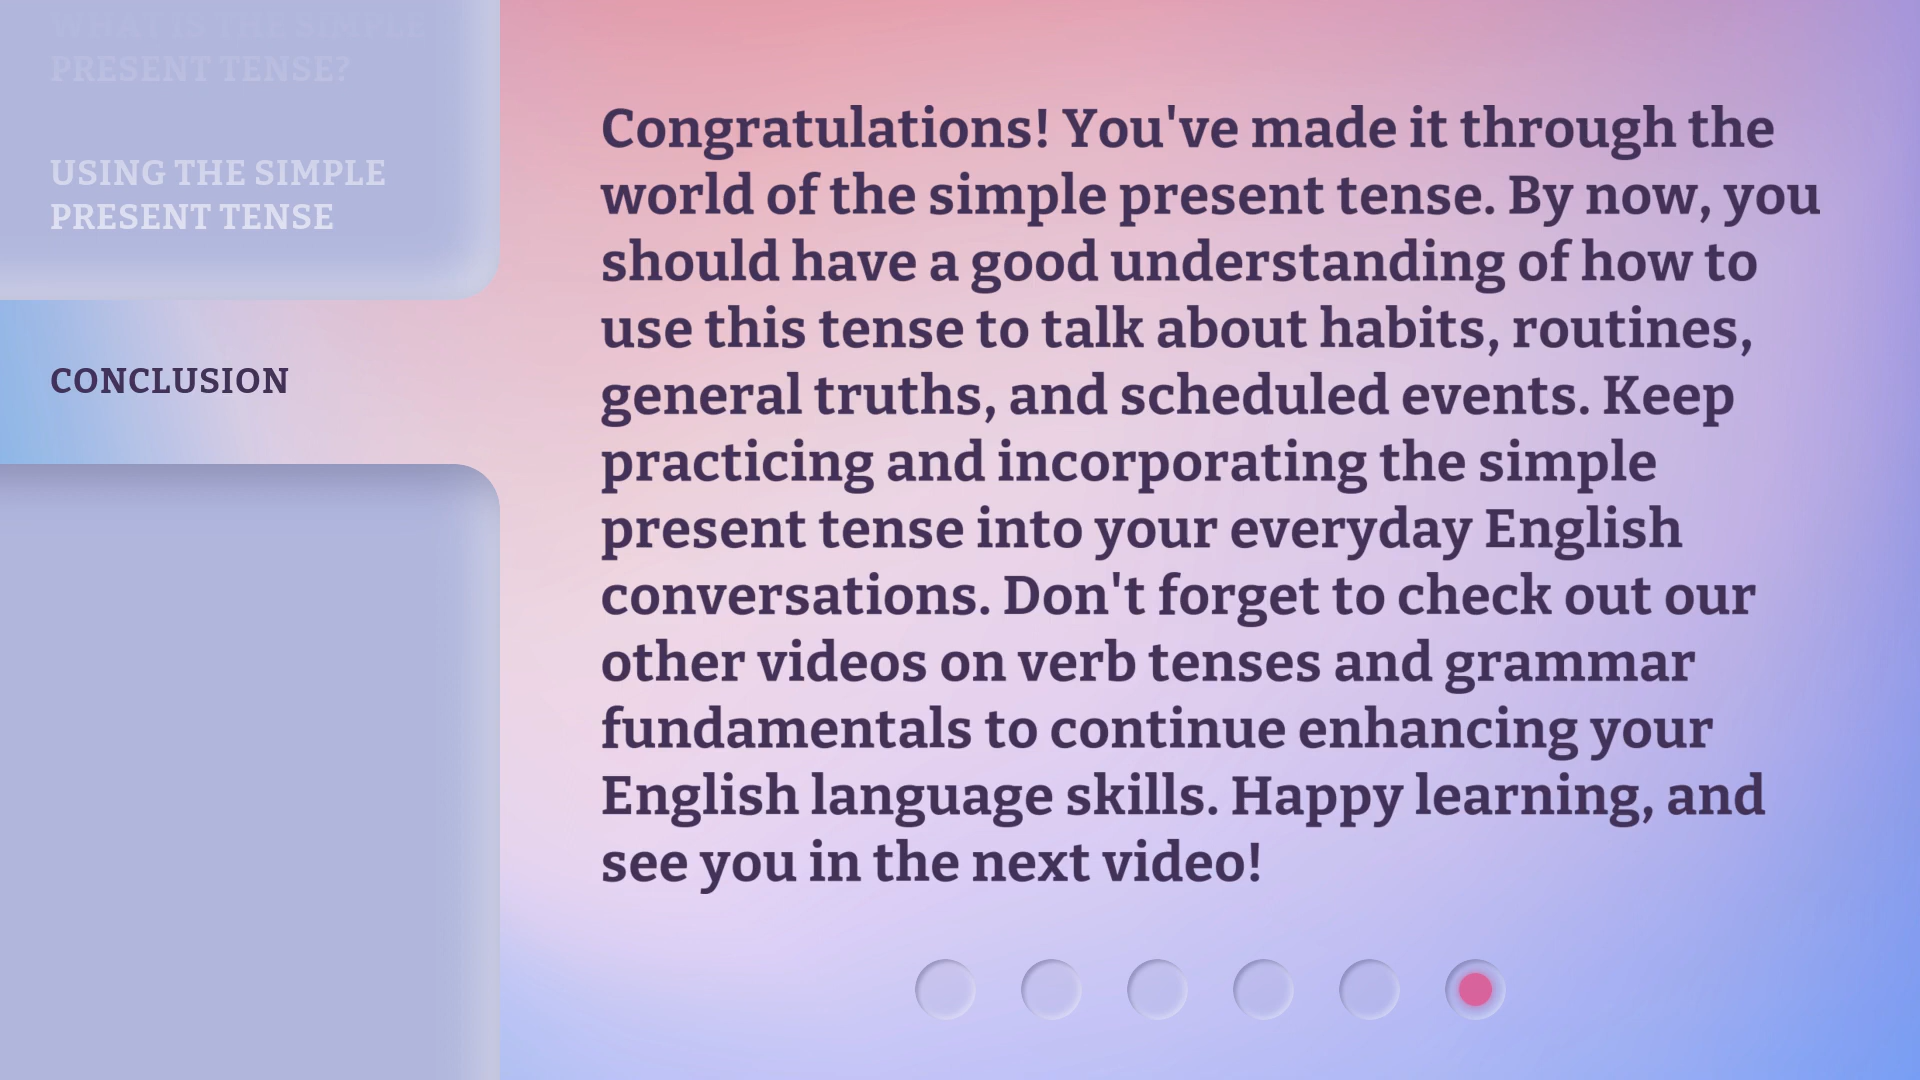 WHAT IS THE SIMPLE
PRESENT TENSE?
USING THE SIMPLE
PRESENT TENSE
CONCLUSION
Congratulations! You've made it through the
world of the simple present tense. By now, you
should have a good understanding of how to
use this tense to talk about habits, routines,
general truths, and scheduled events. Keep
practicing and incorporating the simple
present tense into your everyday English
conversations. Don't forget to check out our
other videos on verb tenses and grammar
fundamentals to continue enhancing your
English language skills. Happy learning, and
see you in the next video!